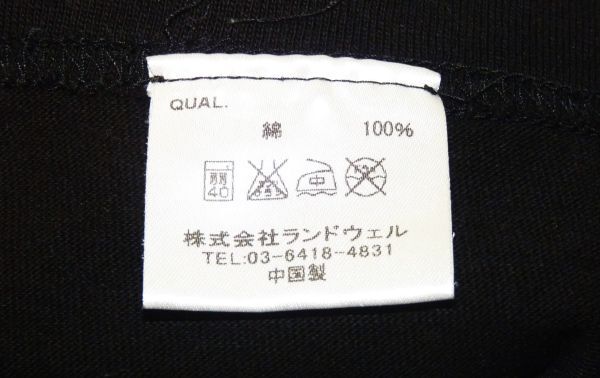 QUAL.
綿 100%
40 中
株式会社ランドウェル
TEL:03-6418-4831
中国製